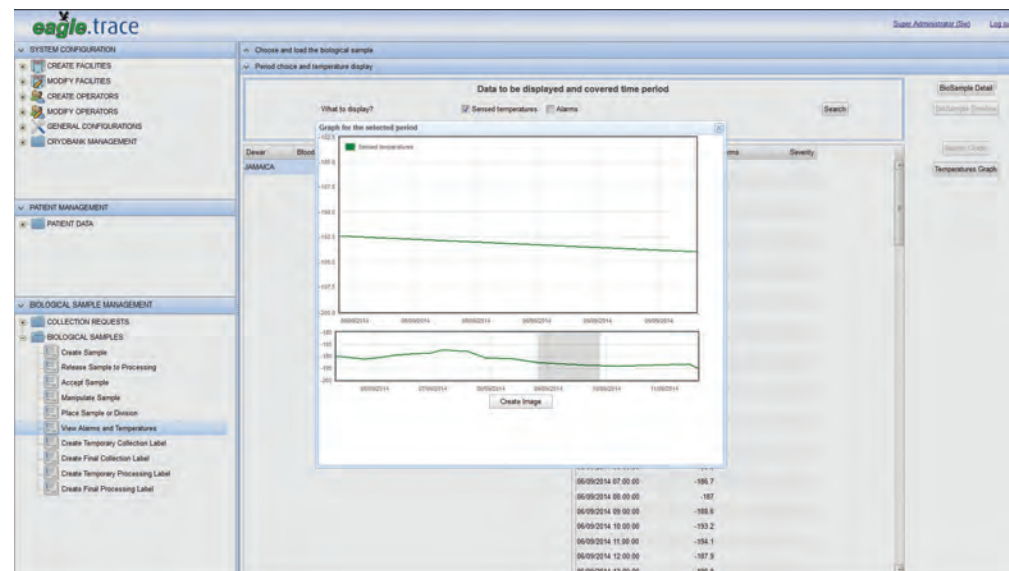 eagle.trace
Super Administrator (Sie)
SYSTEM CONFIGURATION
CREATE FACILITIES
MODIFY FACILITIES
CREATE OPERATORS
MODIFY OPERATORS
GENERAL CONFIGURATIONS
CRYOBANK MANAGEMENT
PATIENT MANAGEMENT
PATIENT DATA
BIOLOGICAL SAMPLE MANAGEMENT
COLLECTION REQUESTS
BIOLOGICAL SAMPLES
Create Sample
Release Sample to Processing
Accept Sample
Manipulate Sample
Place Sample or Division
View Alarms and Temperatures
Create Temporary Collection Label
Create Final Collection Label
Create Temporary Processing Label
Create Final Processing Label
Choose and load the biological sample
Period choice and temperature display
Data to be displayed and covered time period
What to display? Sensed temperatures Alarms Search
BioSample Detail
Temperatures Graph
Dewar Blood Severity
JAMAICA
Graph for the selected period
Sensed temperatures
Create Image
06/09/2014 07:00:00 -186.7
06/09/2014 08:00:00 -187
06/09/2014 09:00:00
06/09/2014 10:00:00 -193.2
06/09/2014 11:00:00 -194.1
06/09/2014 12:00:00 -187.9